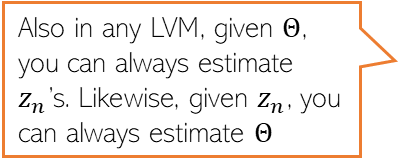 Also in any LVM, given Θ,
you can always estimate
𝑧ₙ’s. Likewise, given 𝑧ₙ, you
can always estimate Θ